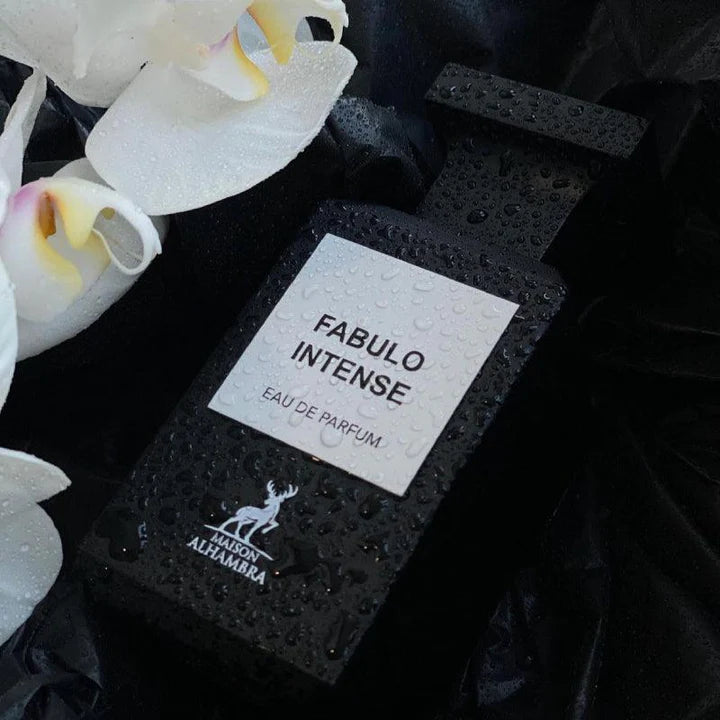 FABULO
INTENSE
EAU DE PARFUM
MAISON
ALHAMBRA